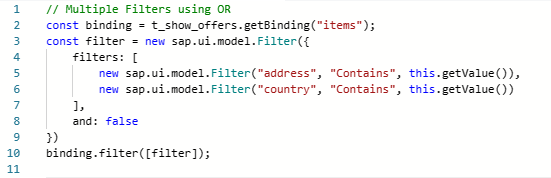 1 // Multiple Filters using OR
2 const binding = t_show_offers.getBinding("items");
3 const filter = new sap.ui.model.Filter({
4     filters: [
5         new sap.ui.model.Filter("address", "Contains", this.getValue()),
6         new sap.ui.model.Filter("country", "Contains", this.getValue())
7     ],
8     and: false
9 })
10 binding.filter([filter]);
11